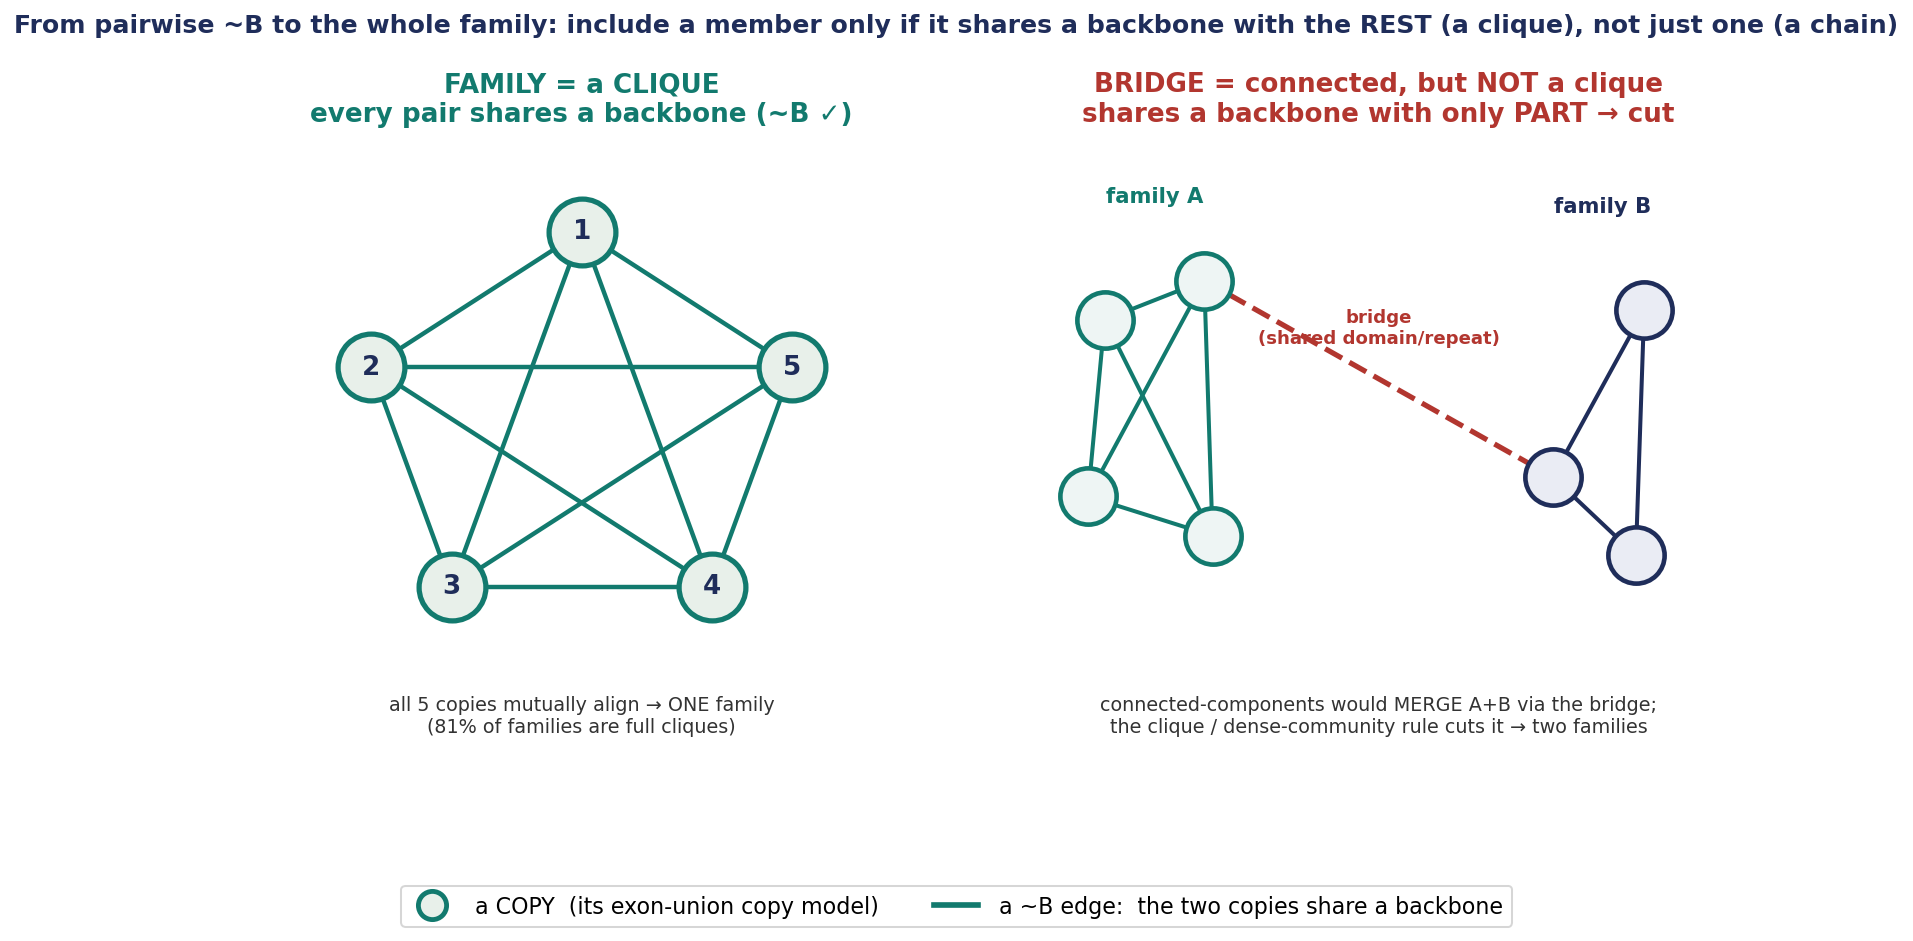 From pairwise ~B to the whole family: include a member only if it shares a backbone with the REST (a clique), not just one (a chain)
FAMILY = a CLIQUE
every pair shares a backbone (~B ✓)
1
2
5
3
4
all 5 copies mutually align → ONE family
(81% of families are full cliques)
BRIDGE = connected, but NOT a clique
shares a backbone with only PART → cut
family A
family B
bridge
(shared domain/repeat)
connected-components would MERGE A+B via the bridge;
the clique / dense-community rule cuts it → two families
a COPY  (its exon-union copy model)
a ~B edge:  the two copies share a backbone